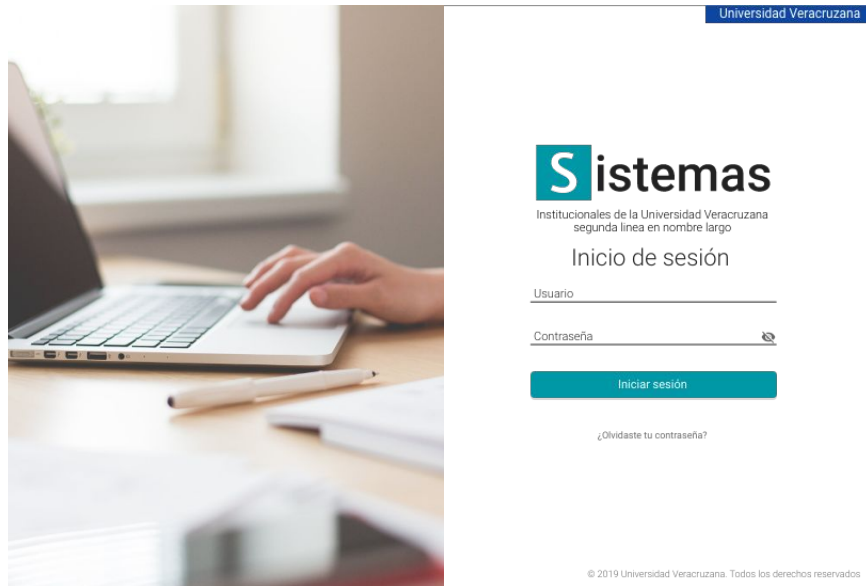 Universidad Veracruzana
Sistemas
Institucionales de la Universidad Veracruzana
segunda linea en nombre largo
Inicio de sesión
Usuario
Contraseña
Iniciar sesión
¿Olvidaste tu contraseña?
© 2019 Universidad Veracruzana. Todos los derechos reservados